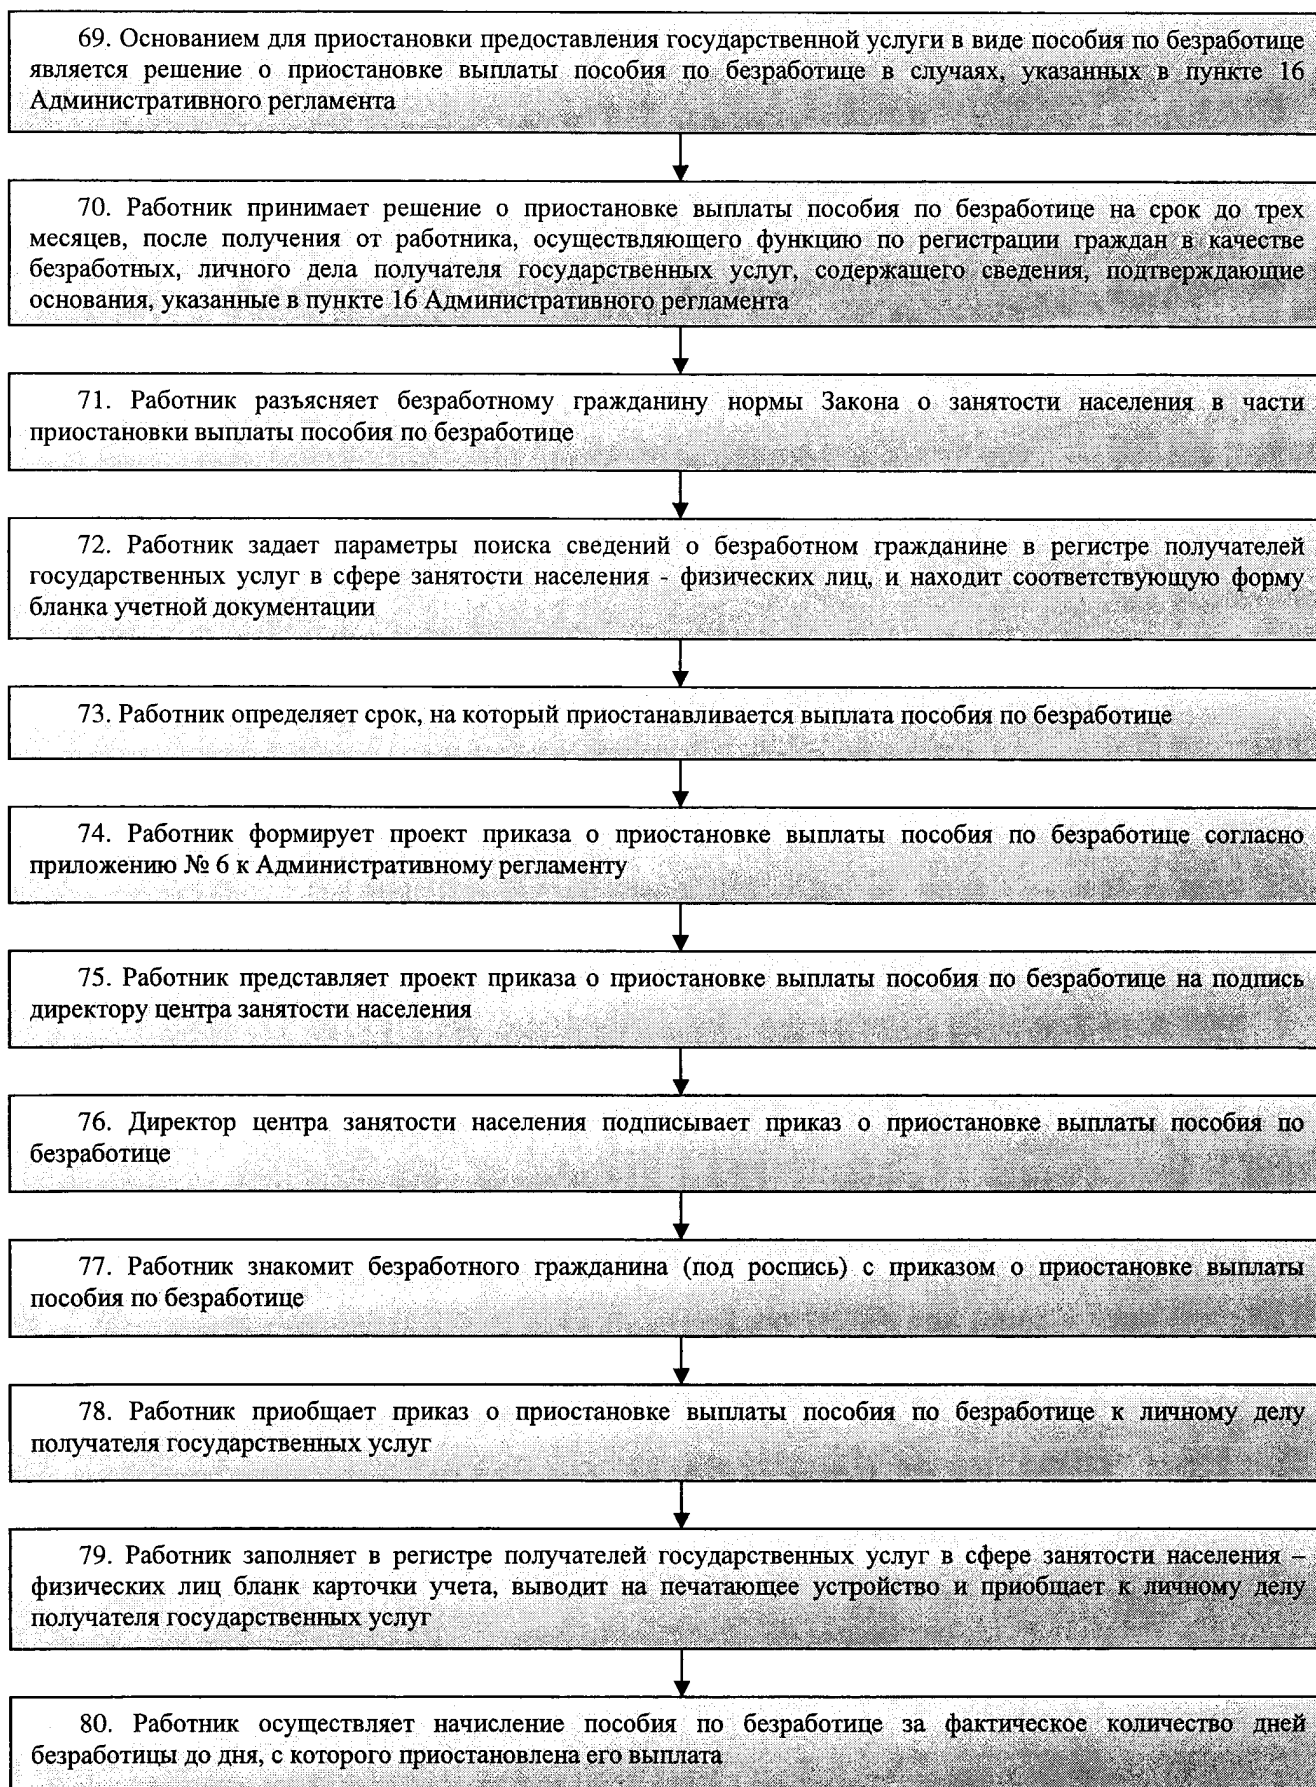 69. Основанием для приостановки предоставления государственной услуги в виде пособия по безработице
является решение о приостановке выплаты пособия по безработице в случаях, указанных в пункте 16
Административного регламента
70. Работник принимает решение о приостановке выплаты пособия по безработице на срок до трех
месяцев, после получения от работника, осуществляющего функцию по регистрации граждан в качестве
безработных, личного дела получателя государственных услуг, содержащего сведения, подтверждающие
основания, указанные в пункте 16 Административного регламента
71. Работник разъясняет безработному гражданину нормы Закона о занятости населения в части
приостановки выплаты пособия по безработице
72. Работник задает параметры поиска сведений о безработном гражданине в регистре получателей
государственных услуг в сфере занятости населения - физических лиц, и находит соответствующую форму
бланка учетной документации
73. Работник определяет срок, на который приостанавливается выплата пособия по безработице
74. Работник формирует проект приказа о приостановке выплаты пособия по безработице согласно
приложению № 6 к Административному регламенту
75. Работник представляет проект приказа о приостановке выплаты пособия по безработице на подпись
директору центра занятости населения
76. Директор центра занятости населения подписывает приказ о приостановке выплаты пособия по
безработице
77. Работник знакомит безработного гражданина (под роспись) с приказом о приостановке выплаты
пособия по безработице
78. Работник приобщает приказ о приостановке выплаты пособия по безработице к личному делу
получателя государственных услуг
79. Работник заполняет в регистре получателей государственных услуг в сфере занятости населения –
физических лиц бланк карточки учета, выводит на печатающее устройство и приобщает к личному делу
получателя государственных услуг
80. Работник осуществляет начисление пособия по безработице за фактическое количество дней
безработицы до дня, с которого приостановлена его выплата